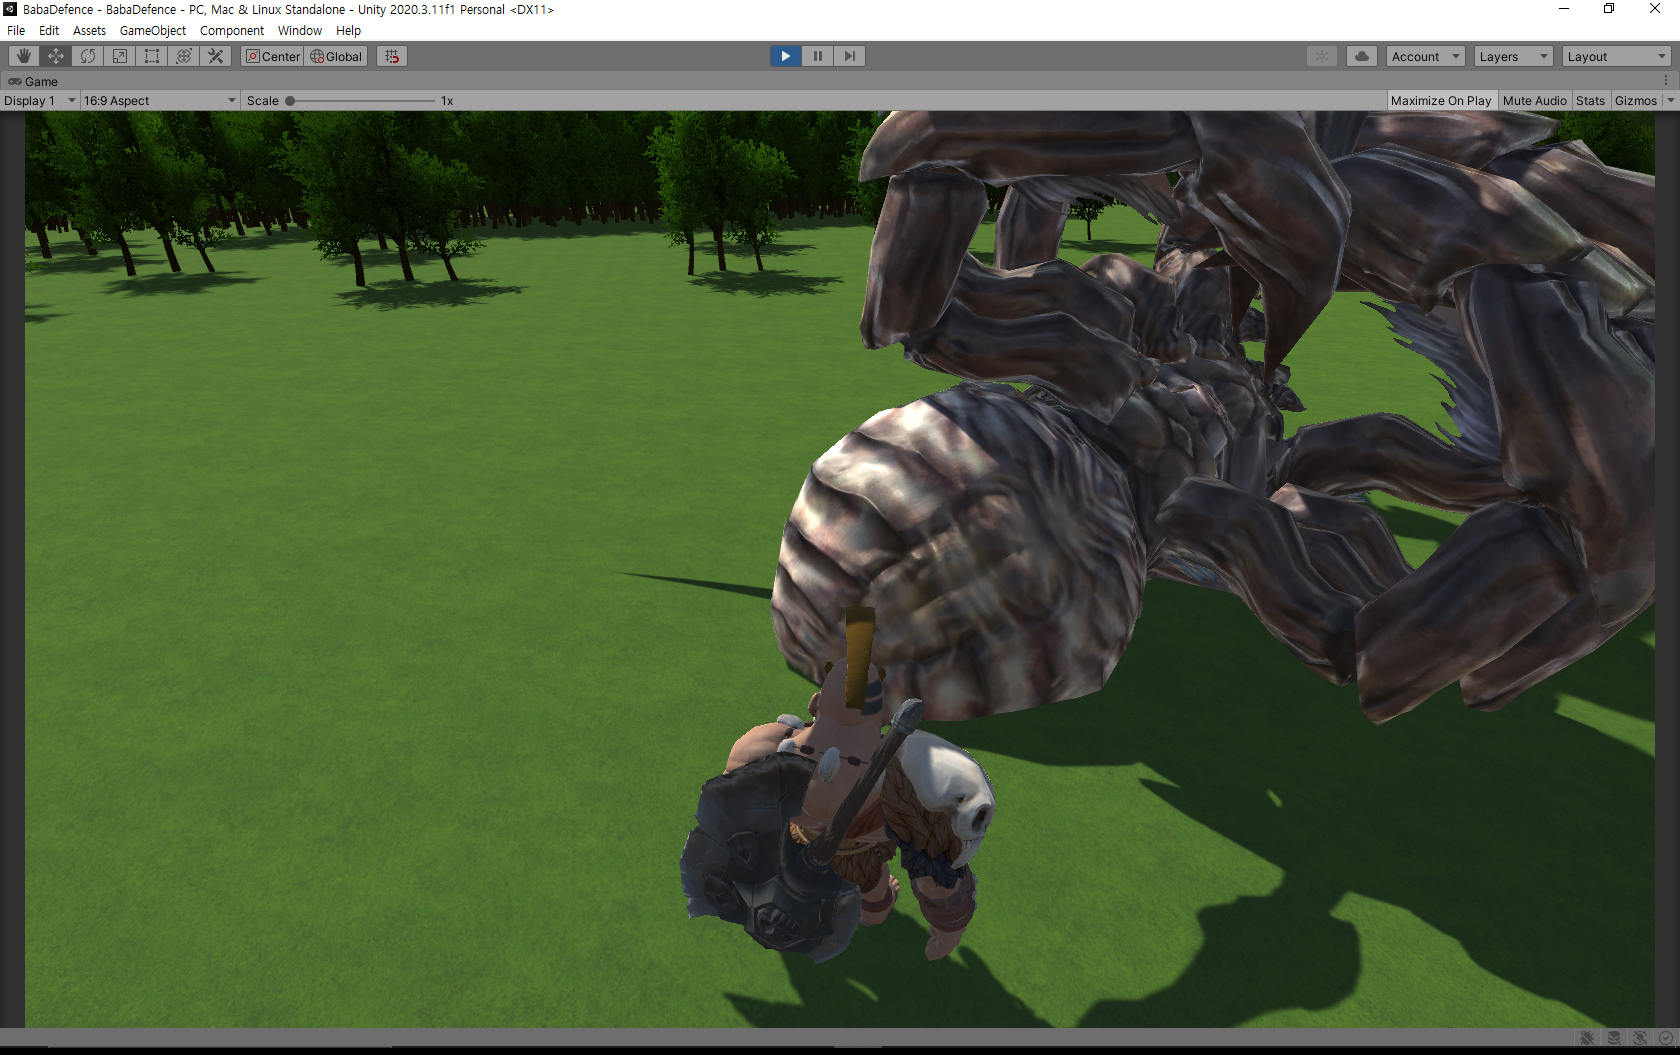 BabaDefence - BabaDefence - PC, Mac & Linux Standalone - Unity 2020.3.11f1 Personal <DX11>
File Edit Assets GameObject Component Window Help
Center Global Account Layers Layout
Game
Display 1 16:9 Aspect Scale 1x Maximize On Play Mute Audio Stats Gizmos